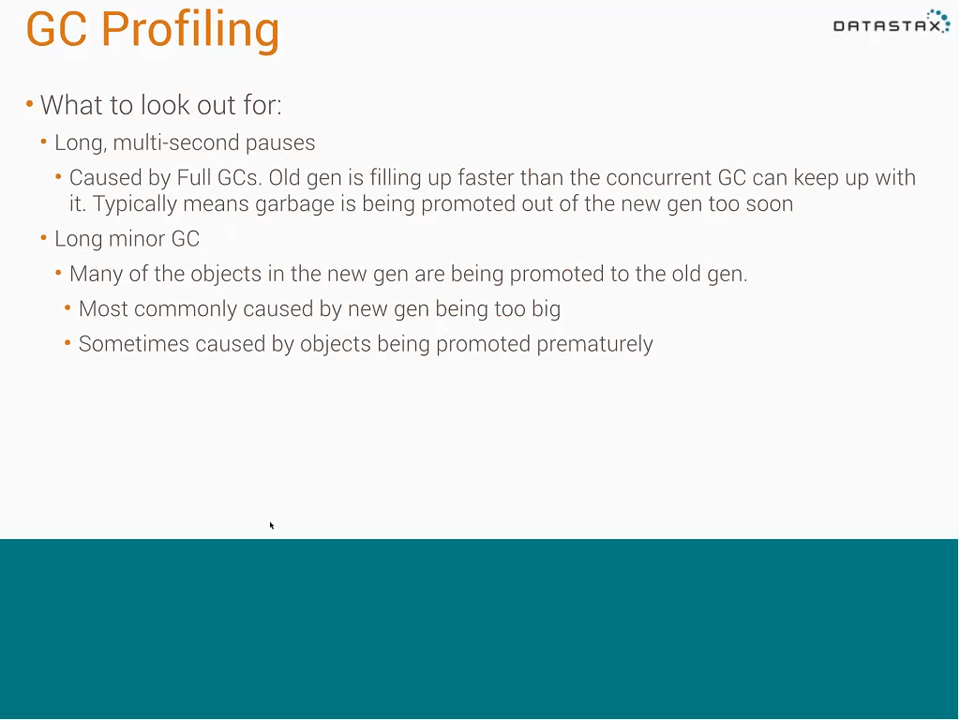 GC Profiling
DATASTAX
• What to look out for:
• Long, multi-second pauses
• Caused by Full GCs. Old gen is filling up faster than the concurrent GC can keep up with
it. Typically means garbage is being promoted out of the new gen too soon
• Long minor GC
• Many of the objects in the new gen are being promoted to the old gen.
• Most commonly caused by new gen being too big
• Sometimes caused by objects being promoted prematurely